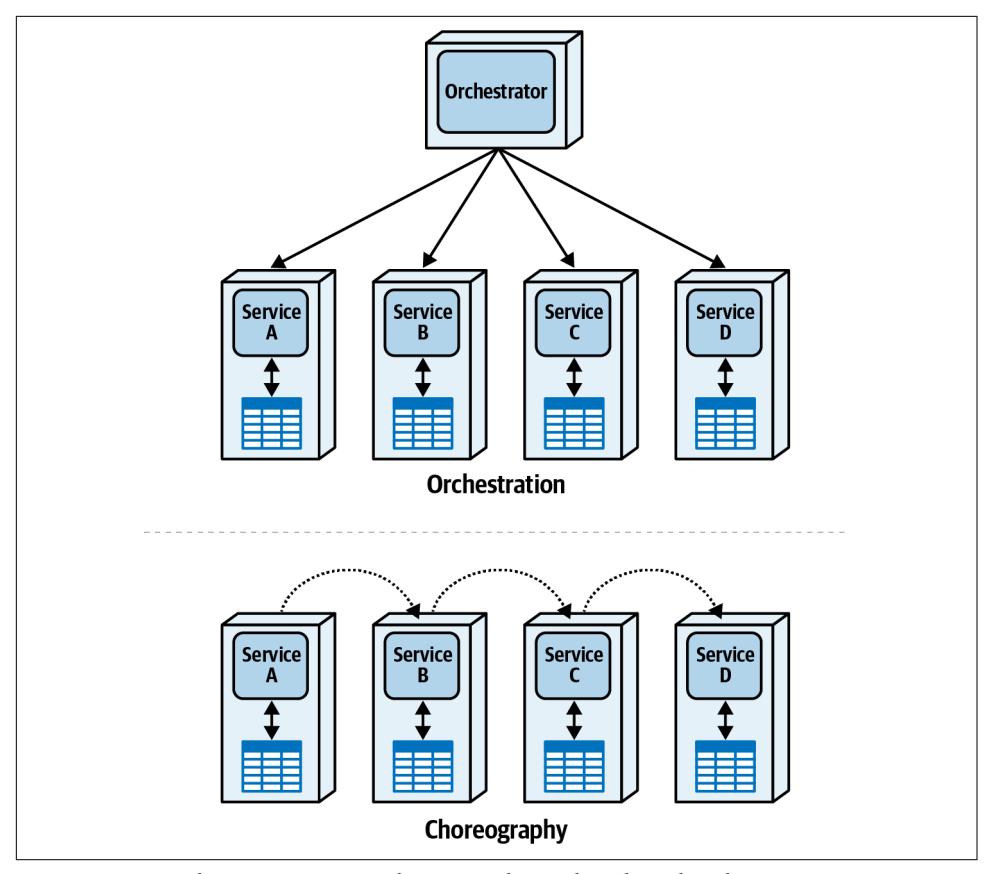 Orchestrator
Service
A
Service
B
Service
C
Service
D
Orchestration
Service
A
Service
B
Service
C
Service
D
Choreography